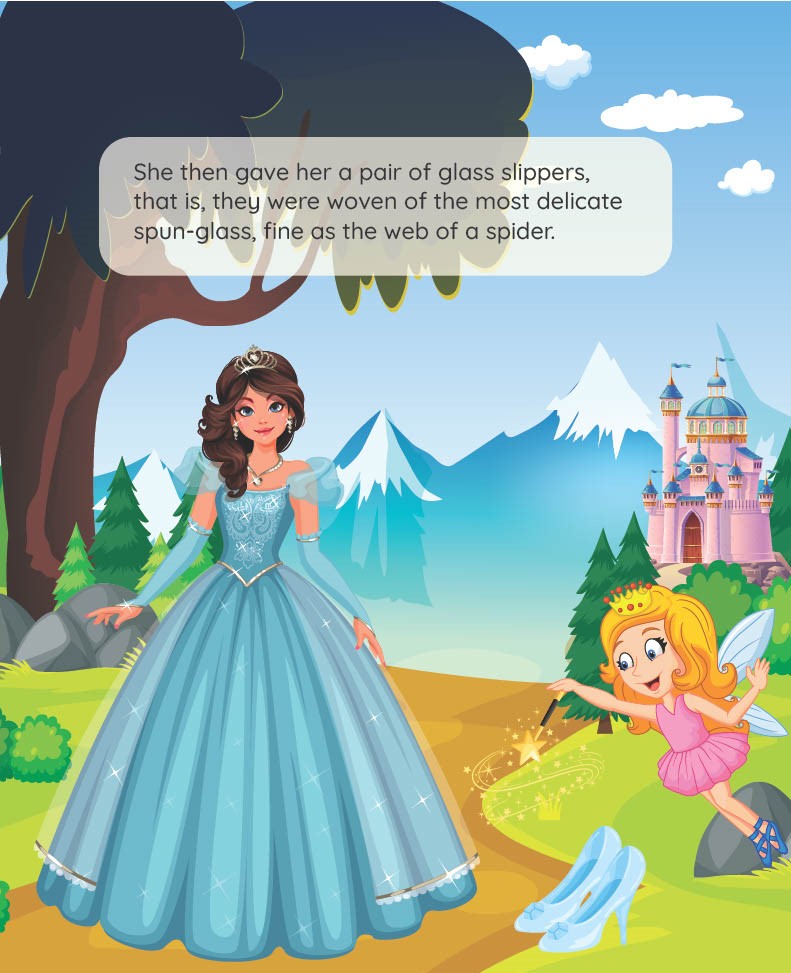 She then gave her a pair of glass slippers,
that is, they were woven of the most delicate
spun-glass, fine as the web of a spider.